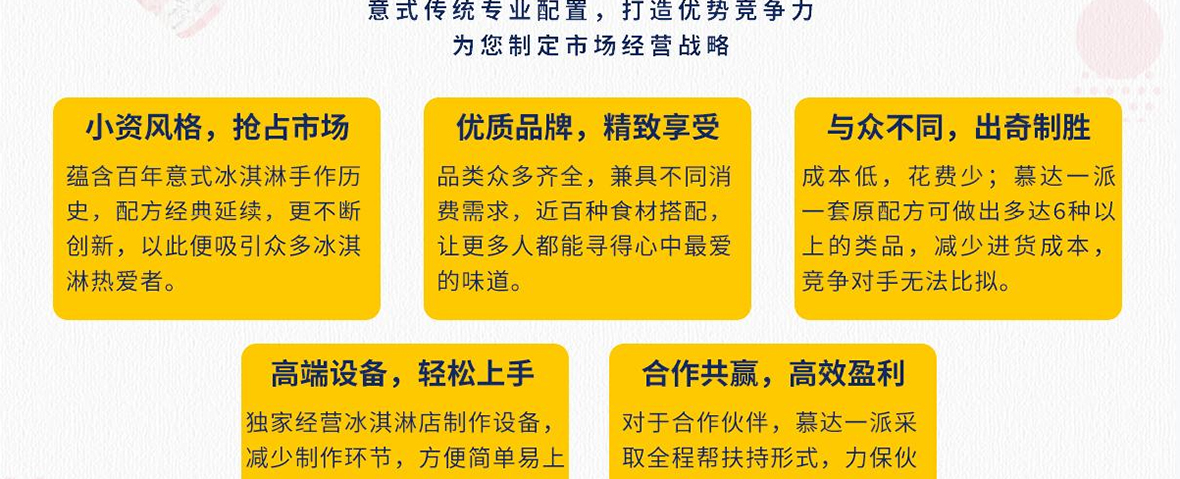 意式传统专业配置，打造优势竞争力
为您制定市场经营战略
小资风格，抢占市场
蕴含百年意式冰淇淋手作历
史，配方经典延续，更不断
创新，以此便吸引众多冰淇
淋热爱者。
优质品牌，精致享受
品类众多齐全，兼具不同消
费需求，近百种食材搭配，
让更多人都能寻得心中最爱
的味道。
与众不同，出奇制胜
成本低，花费少；慕达一派
一套原配方可做出多达6种以
上的类品，减少进货成本，
竞争对手无法比拟。
高端设备，轻松上手
独家经营冰淇淋店制作设备，
减少制作环节，方便简单易上
合作共赢，高效盈利
对于合作伙伴，慕达一派采
取全程帮扶持形式，力保伙